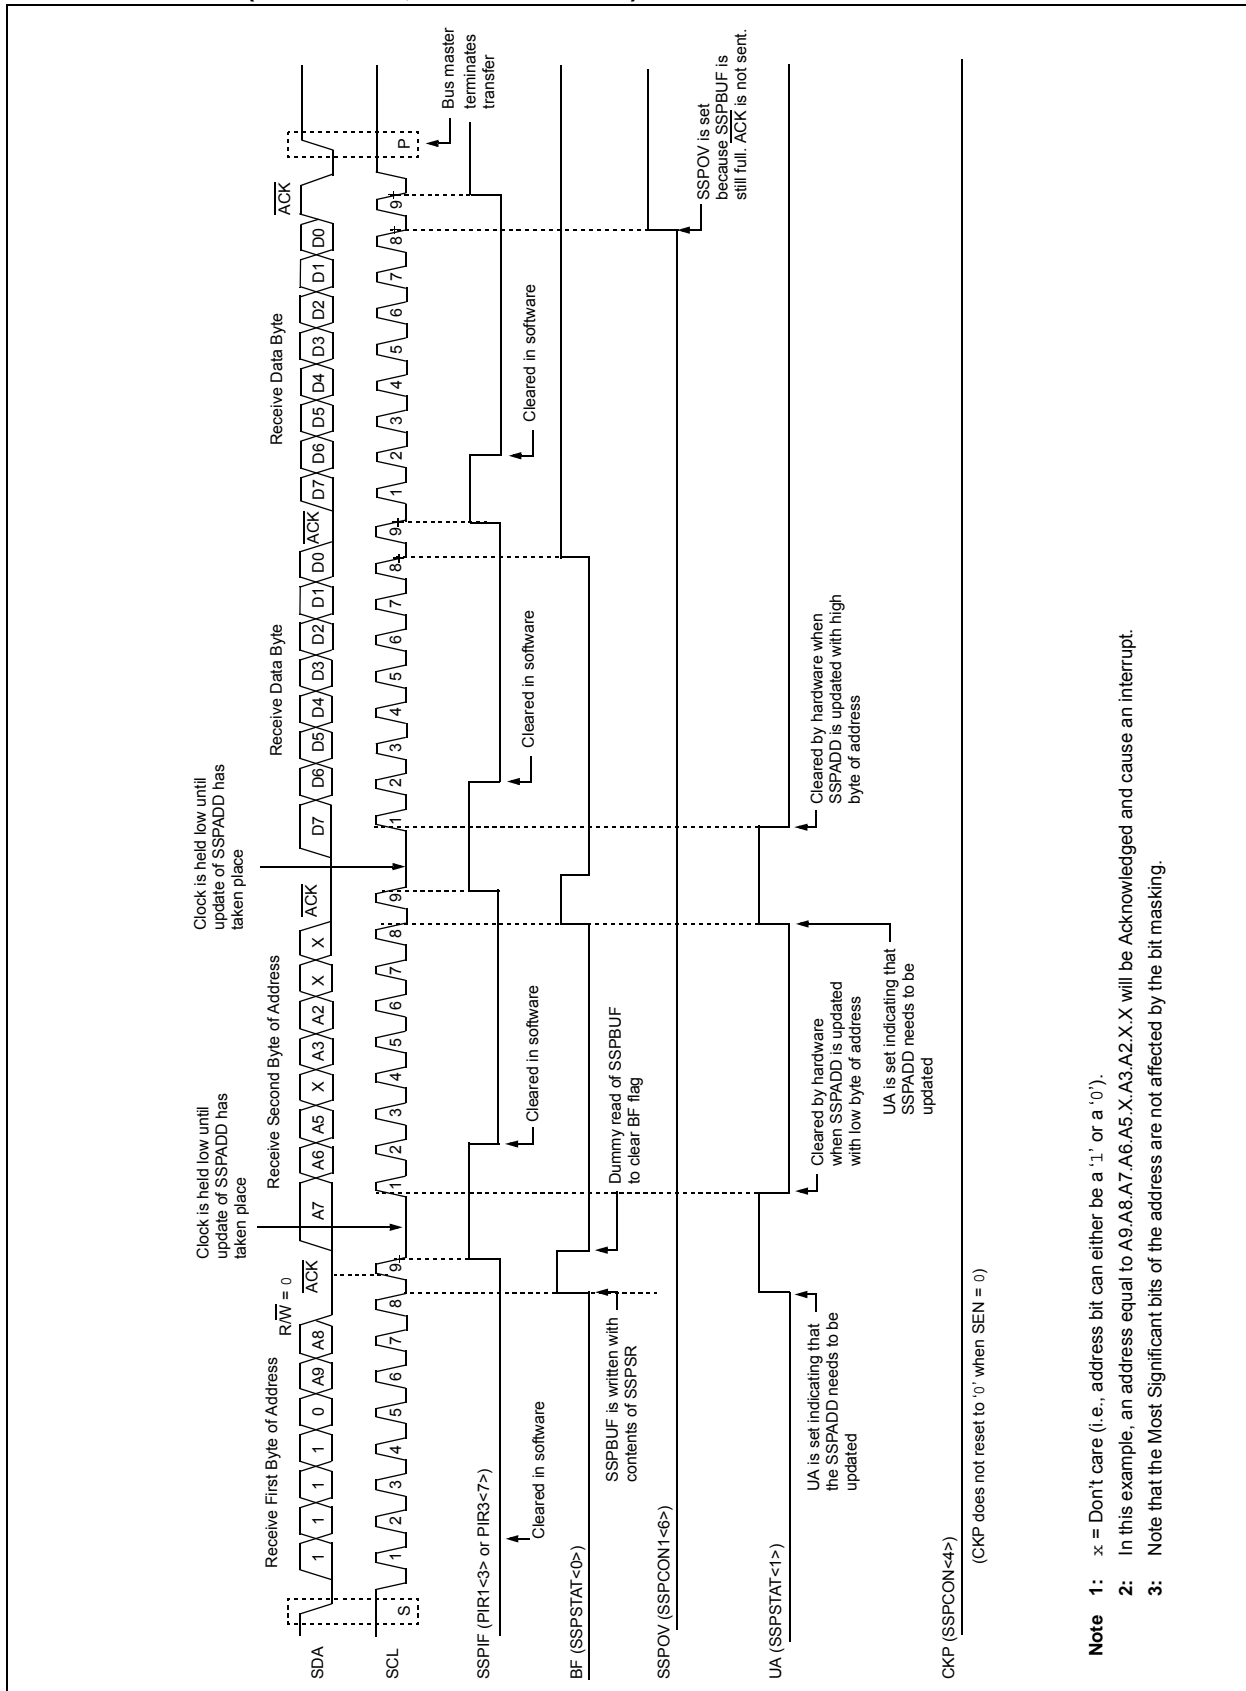 Receive First Byte of Address
R/W = 0
ACK
Clock is held low until
update of SSPADD has
taken place
Receive Second Byte of Address
ACK
Clock is held low until
update of SSPADD has
taken place
Receive Data Byte
ACK
Receive Data Byte
ACK
SDA
1 1 1 1 0 A9 A8
A7 A6 A5 X A3 A2 X X
D7 D6 D5 D4 D3 D2 D1 D0
D7 D6 D5 D4 D3 D2 D1 D0
SCL
S
1 2 3 4 5 6 7 8 9
1 2 3 4 5 6 7 8 9
1 2 3 4 5 6 7 8 9
1 2 3 4 5 6 7 8 9
P
Bus master
terminates
transfer
SSPIF (PIR1<3> or PIR3<7>)
Cleared in software
Cleared in software
Cleared in software
Cleared in software
BF (SSPSTAT<0>)
SSPBUF is written with
contents of SSPSR
Dummy read of SSPBUF
to clear BF flag
SSPOV (SSPCON1<6>)
SSPOV is set
because SSPBUF is
still full. ACK is not sent.
UA (SSPSTAT<1>)
UA is set indicating that
the SSPADD needs to be
updated
Cleared by hardware
when SSPADD is updated
with low byte of address
UA is set indicating that
SSPADD needs to be
updated
Cleared by hardware when
SSPADD is updated with high
byte of address
CKP (SSPCON<4>)
(CKP does not reset to ‘0’ when SEN = 0)
Note 1: x = Don’t care (i.e., address bit can either be a ‘1’ or a ‘0’).
2: In this example, an address equal to A9.A8.A7.A6.A5.X.A3.A2.X.X will be Acknowledged and cause an interrupt.
3: Note that the Most Significant bits of the address are not affected by the bit masking.